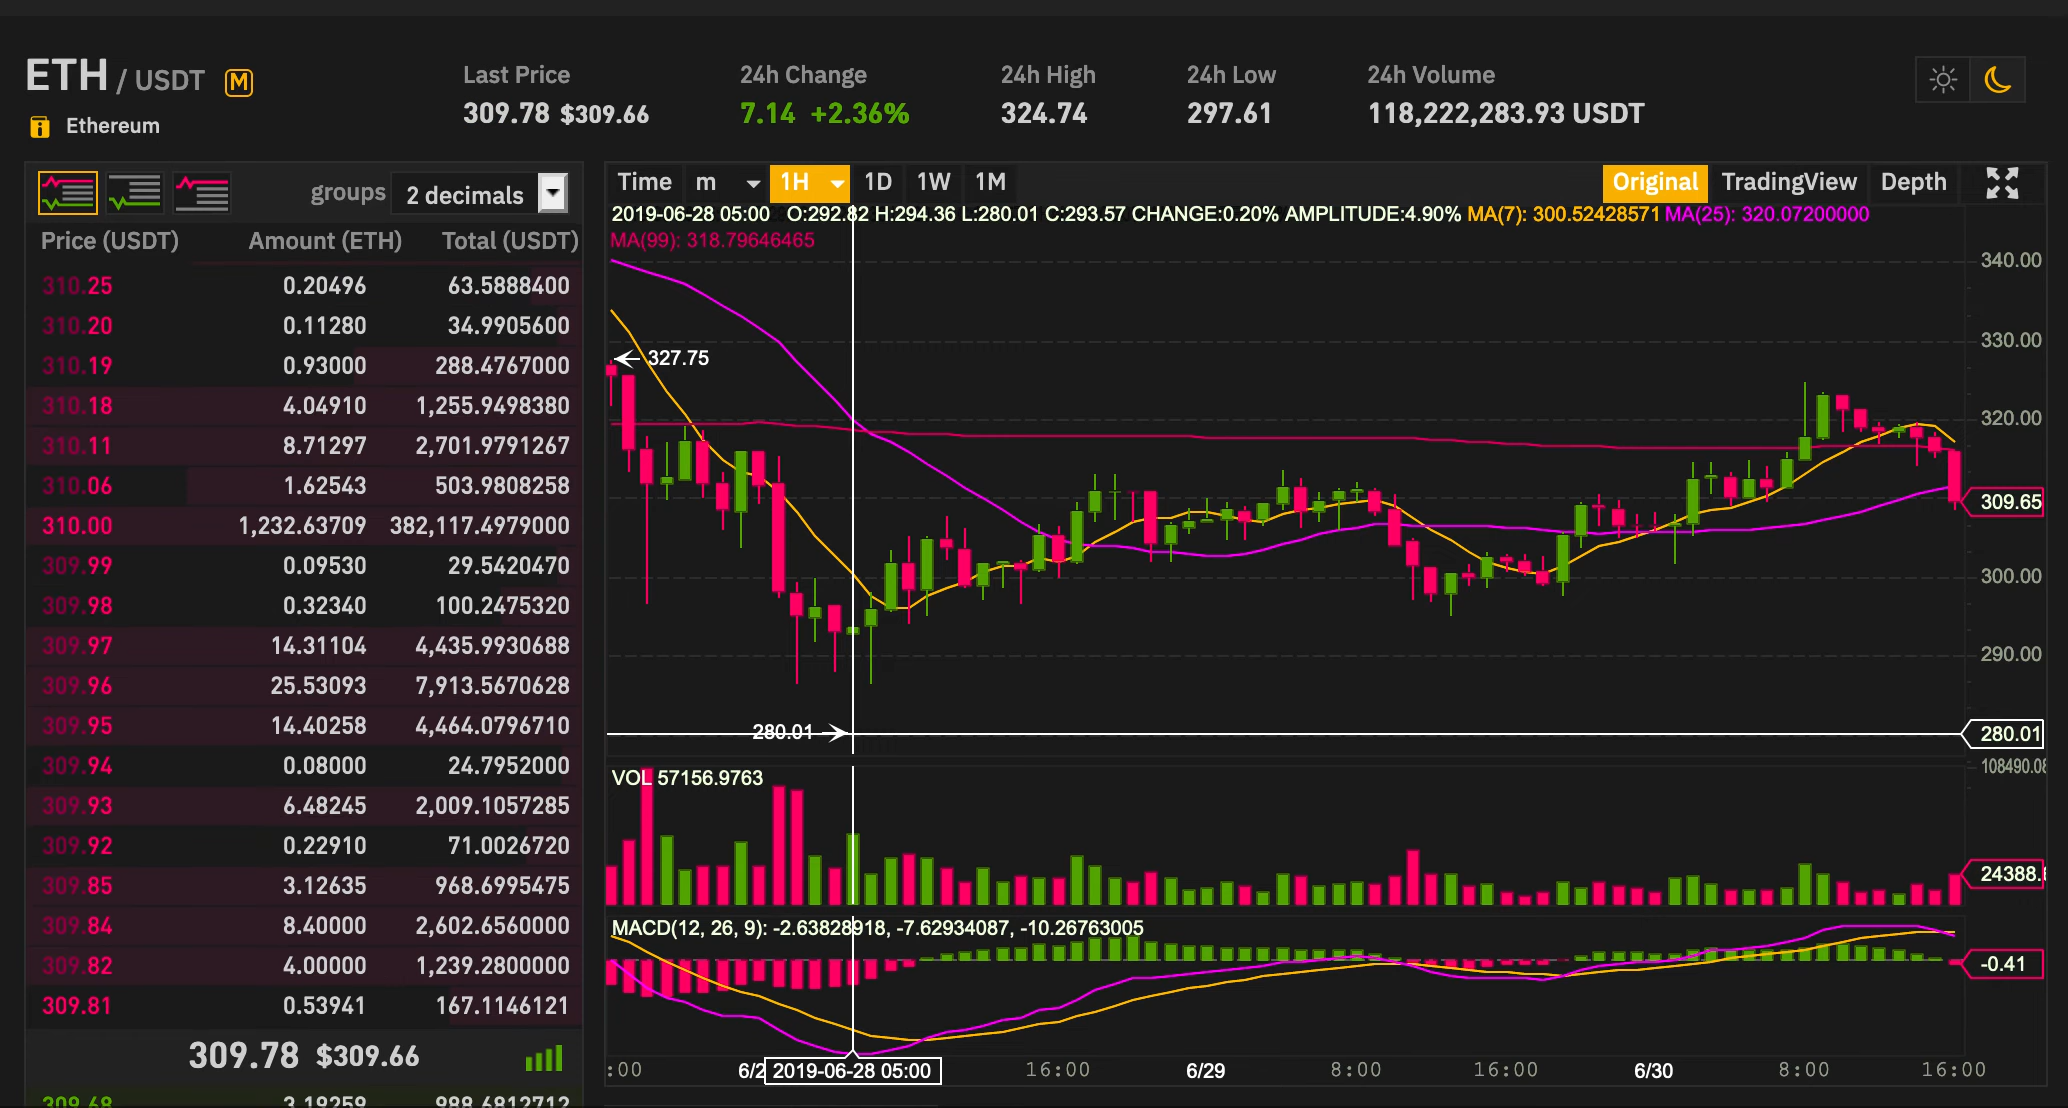 ETH / USDT M
Ethereum
Last Price
309.78 $309.66
24h Change
7.14 +2.36%
24h High
324.74
24h Low
297.61
24h Volume
118,222,283.93 USDT
groups 2 decimals
Price (USDT) Amount (ETH) Total (USDT)
310.25 0.20496 63.5888400
310.20 0.11280 34.9905600
310.19 0.93000 288.4767000
310.18 4.04910 1,255.9498380
310.11 8.71297 2,701.9791267
310.06 1.62543 503.9808258
310.00 1,232.63709 382,117.4979000
309.99 0.09530 29.5420470
309.98 0.32340 100.2475320
309.97 14.31104 4,435.9930688
309.96 25.53093 7,913.5670628
309.95 14.40258 4,464.0796710
309.94 0.08000 24.7952000
309.93 6.48245 2,009.1057285
309.92 0.22910 71.0026720
309.85 3.12635 968.6995475
309.84 8.40000 2,602.6560000
309.82 4.00000 1,239.2800000
309.81 0.53941 167.1146121
309.78 $309.66
309.68 3.19259 988.6812712
Time m 1H 1D 1W 1M Original TradingView Depth
2019-06-28 05:00 O:292.82 H:294.36 L:280.01 C:293.57 CHANGE:0.20% AMPLITUDE:4.90% MA(7): 300.52428571 MA(25): 320.07200000
MA(99): 318.79646465
340.00
330.00
327.75
320.00
309.65
300.00
290.00
280.01
280.01
VOL 57156.9763
108490.08
24388.
MACD(12, 26, 9): -2.63828918, -7.62934087, -10.26763005
-0.41
:00 6/2 2019-06-28 05:00 16:00 6/29 8:00 16:00 6/30 8:00 16:00